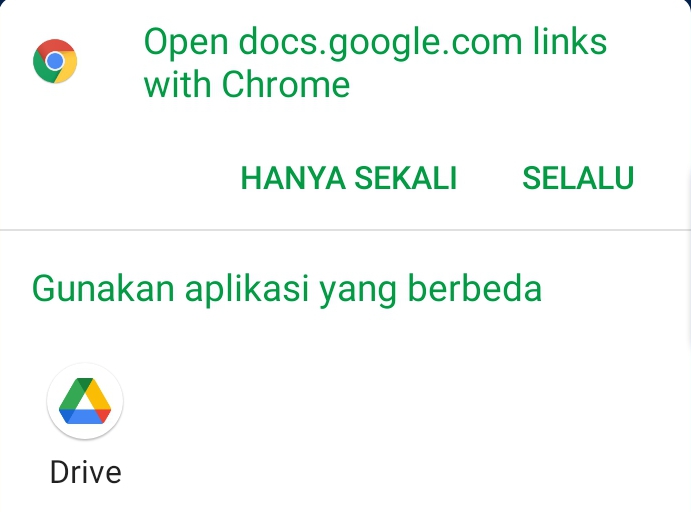 Open docs.google.com links
with Chrome
HANYA SEKALI SELALU
Gunakan aplikasi yang berbeda
Drive